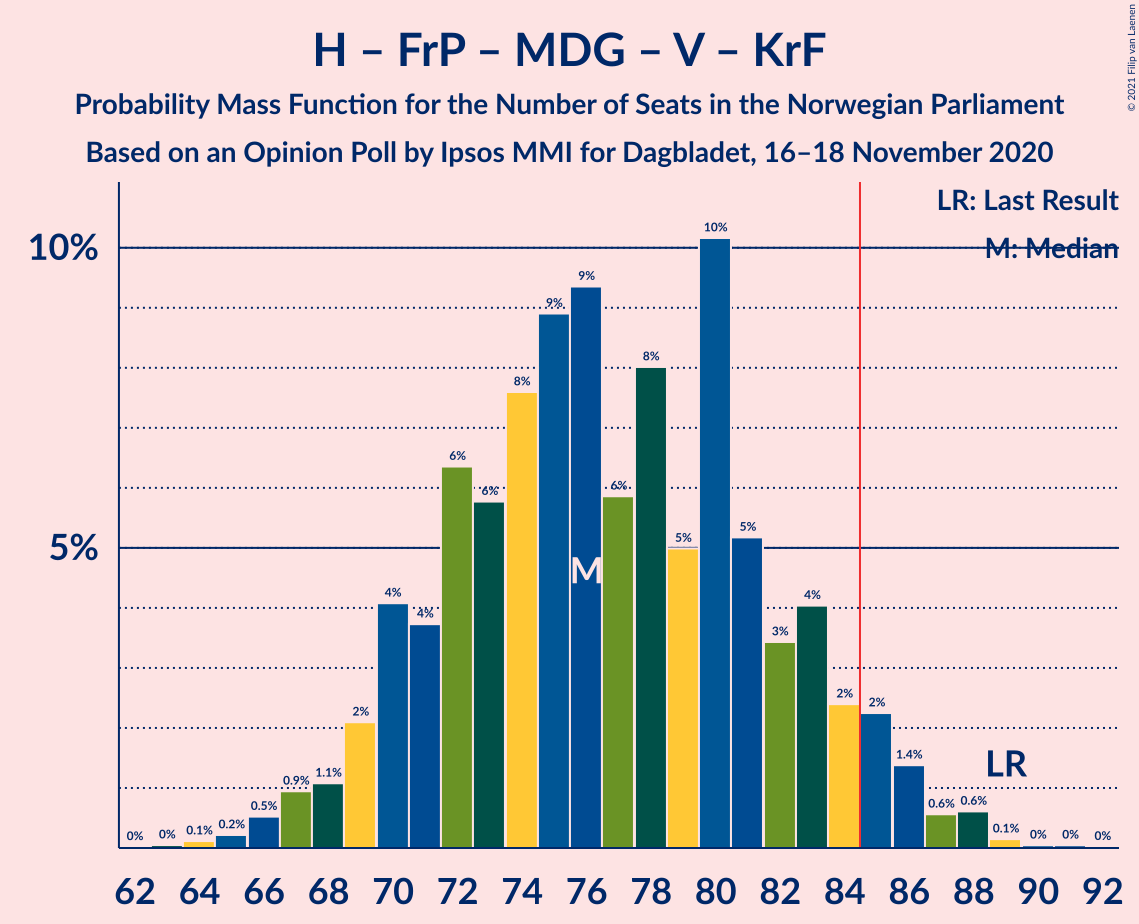 H – FrP – MDG – V – KrF
Probability Mass Function for the Number of Seats in the Norwegian Parliament
Based on an Opinion Poll by Ipsos MMI for Dagbladet, 16–18 November 2020
© 2021 Filip van Laenen
LR: Last Result
M: Median
10%
5%
0% 0% 0.1% 0.2% 0.5% 0.9% 1.1% 2% 4% 4% 6% 6% 8% 9% 9% 6% 8% 5% 10% 5% 3% 4% 2% 2% 1.4% 0.6% 0.6% 0.1% 0% 0% 0%
M
LR
62 64 66 68 70 72 74 76 78 80 82 84 86 88 90 92